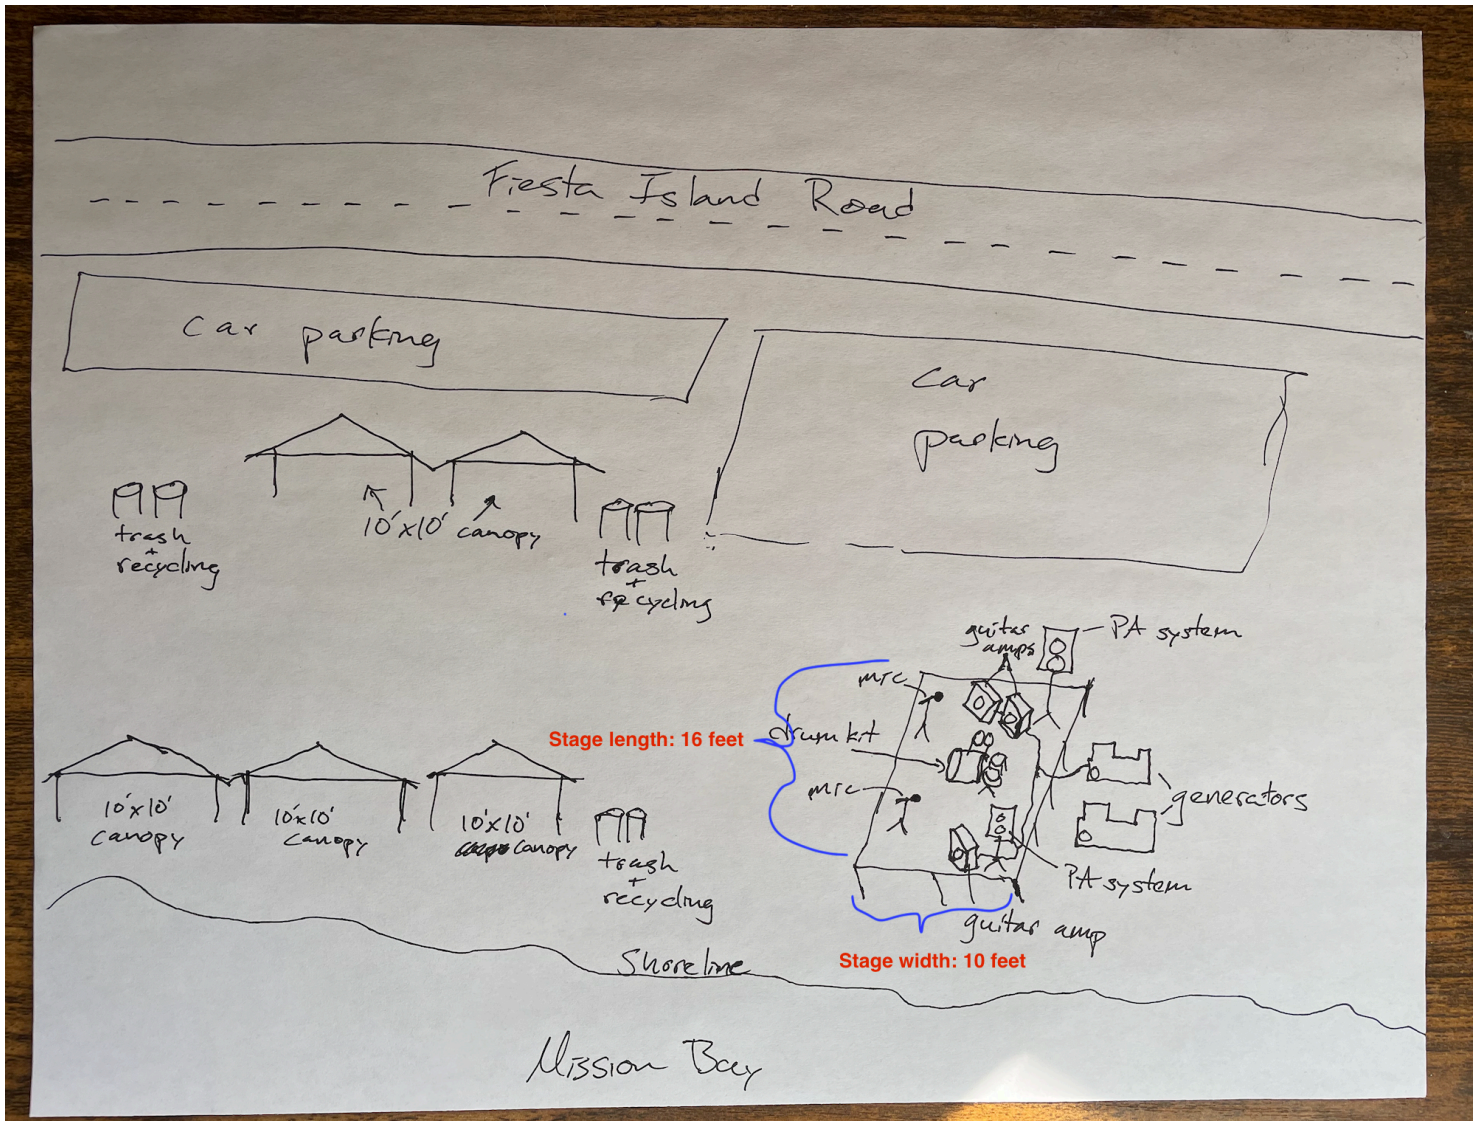 Fiesta Island Road
car parking
car
parking
10'x10' canopy
trash
+
recycling
trash
+
recycling
guitar
amps
PA system
mic
Stage length: 16 feet
drum kit
mic
generators
10'x10'
canopy
10'x10'
canopy
10'x10'
canopy
trash
+
recycling
PA system
guitar amp
Stage width: 10 feet
Shoreline
Mission Bay